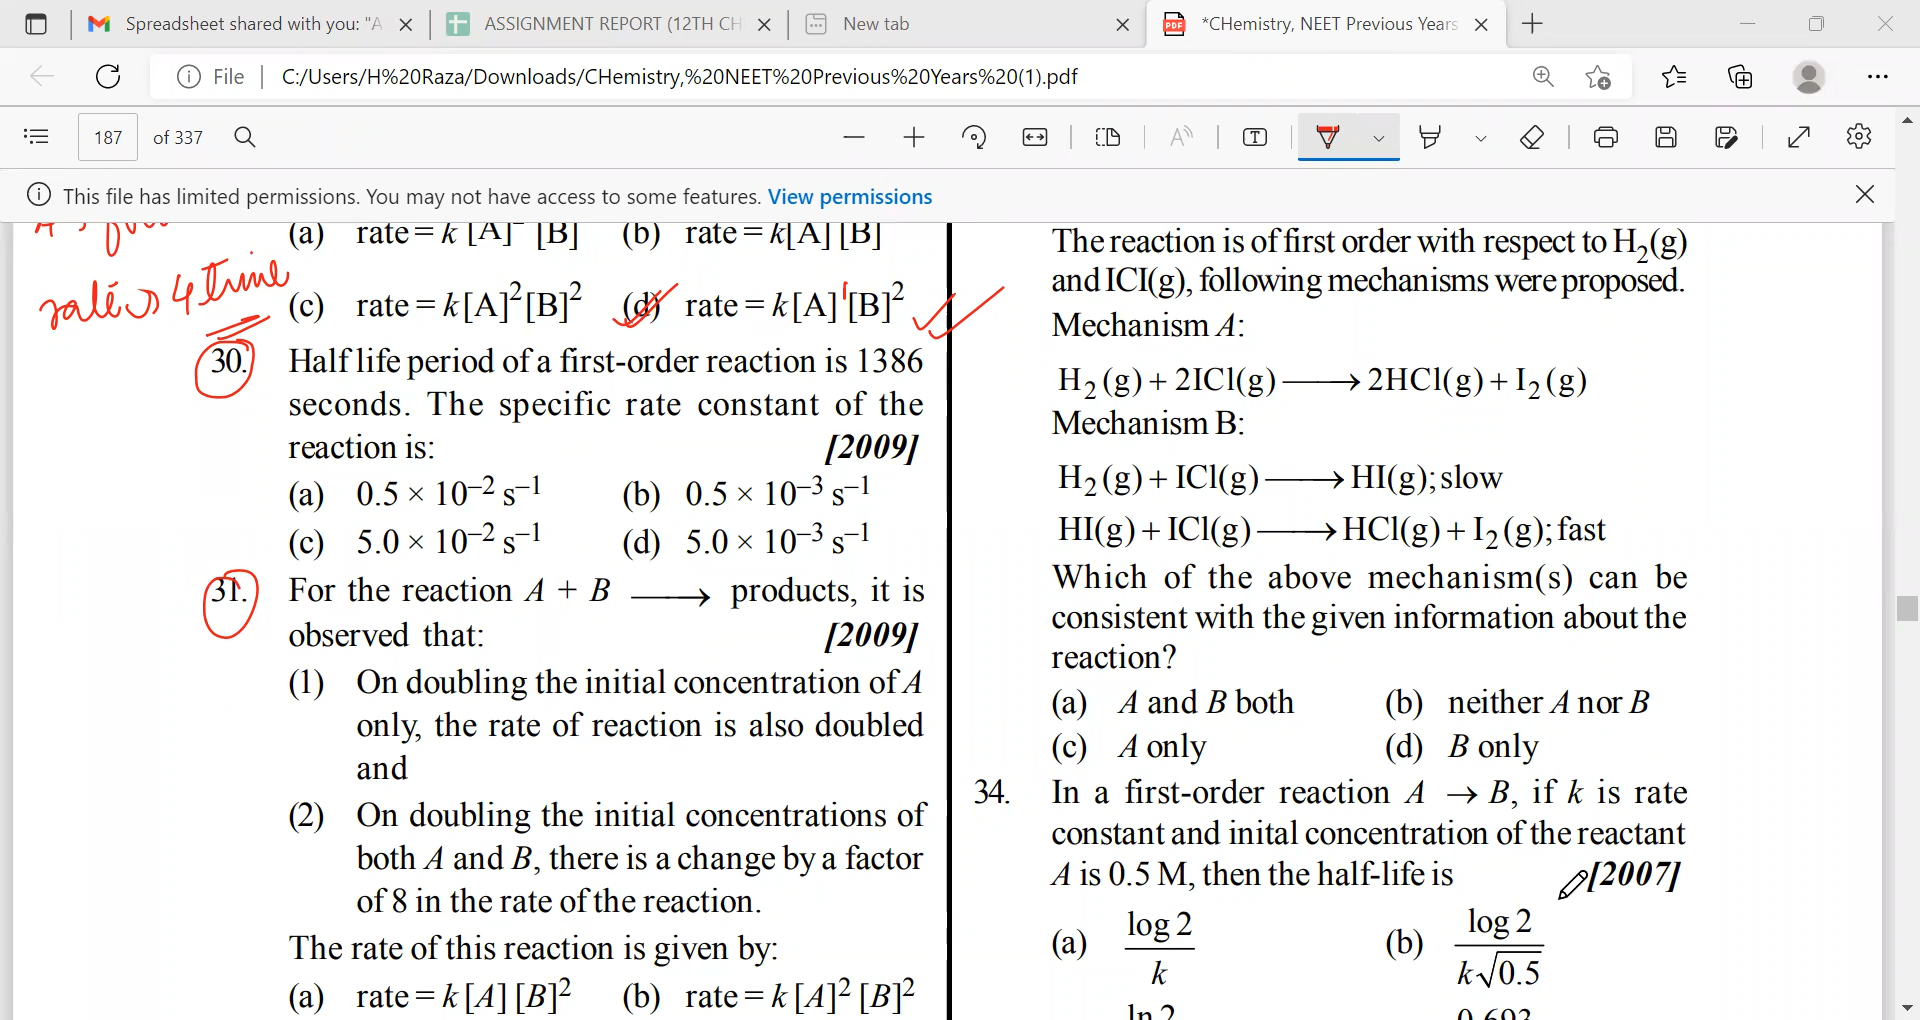 Spreadsheet shared with you: "A
ASSIGNMENT REPORT (12TH CH
New tab
*CHemistry, NEET Previous Years
File
C:/Users/H%20Raza/Downloads/CHemistry,%20NEET%20Previous%20Years%20(1).pdf
187 of 337
This file has limited permissions. You may not have access to some features. View permissions
(a) rate = k [A]² [B] (b) rate = k[A] [B]
rate is 4 time
(c) rate = k[A]²[B]² (d) rate = k[A]¹[B]²
30. Half life period of a first-order reaction is 1386
seconds. The specific rate constant of the
reaction is: [2009]
(a) 0.5 × 10⁻² s⁻¹ (b) 0.5 × 10⁻³ s⁻¹
(c) 5.0 × 10⁻² s⁻¹ (d) 5.0 × 10⁻³ s⁻¹
31. For the reaction A + B ⟶ products, it is
observed that: [2009]
(1) On doubling the initial concentration of A
only, the rate of reaction is also doubled
and
(2) On doubling the initial concentrations of
both A and B, there is a change by a factor
of 8 in the rate of the reaction.
The rate of this reaction is given by:
(a) rate = k [A] [B]² (b) rate = k [A]² [B]²
The reaction is of first order with respect to H₂(g)
and ICI(g), following mechanisms were proposed.
Mechanism A:
H₂(g) + 2ICl(g) ⟶ 2HCl(g) + I₂(g)
Mechanism B:
H₂(g) + ICl(g) ⟶ HI(g); slow
HI(g) + ICl(g) ⟶ HCl(g) + I₂(g); fast
Which of the above mechanism(s) can be
consistent with the given information about the
reaction?
(a) A and B both (b) neither A nor B
(c) A only (d) B only
34. In a first-order reaction A → B, if k is rate
constant and inital concentration of the reactant
A is 0.5 M, then the half-life is [2007]
(a) log 2 / k (b) log 2 / k√0.5
ln 2 0.693